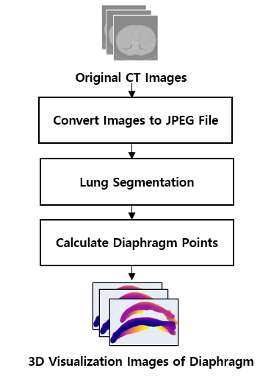 Original CT Images
Convert Images to JPEG File
Lung Segmentation
Calculate Diaphragm Points
3D Visualization Images of Diaphragm